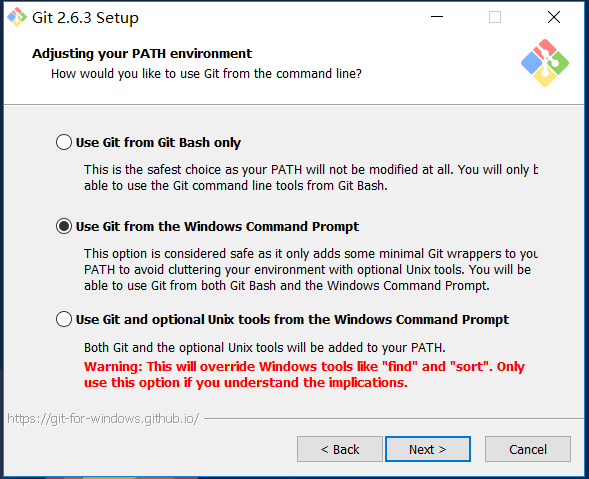 Git 2.6.3 Setup
Adjusting your PATH environment
How would you like to use Git from the command line?
Use Git from Git Bash only
This is the safest choice as your PATH will not be modified at all. You will only
able to use the Git command line tools from Git Bash.
Use Git from the Windows Command Prompt
This option is considered safe as it only adds some minimal Git wrappers to you
PATH to avoid cluttering your environment with optional Unix tools. You will be
able to use Git from both Git Bash and the Windows Command Prompt.
Use Git and optional Unix tools from the Windows Command Prompt
Both Git and the optional Unix tools will be added to your PATH.
Warning: This will override Windows tools like "find" and "sort". Only
use this option if you understand the implications.
https://git-for-windows.github.io/
< Back
Next >
Cancel